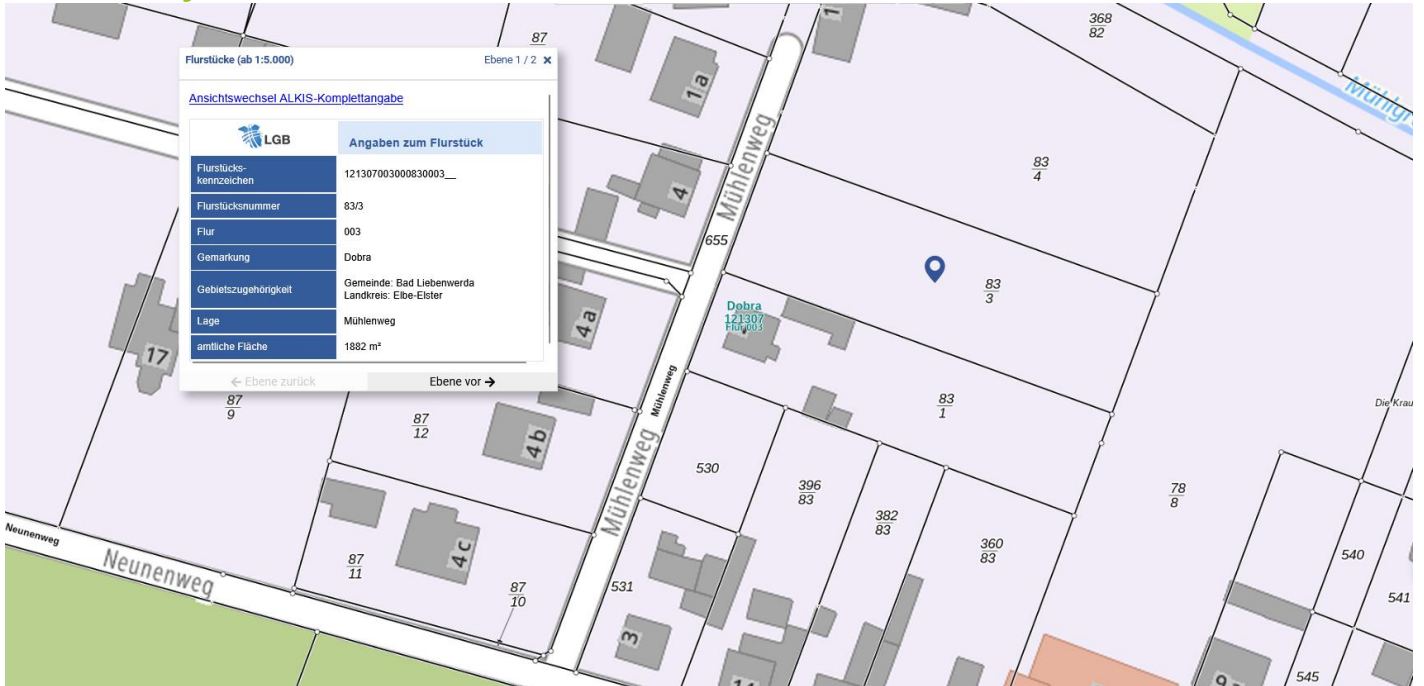 Flurstücke (ab 1:5.000)
Ebene 1 / 2 ×
Ansichtswechsel ALKIS-Komplettangabe
LGB
Angaben zum Flurstück
Flurstücks-
kennzeichen
121307003000830003__
Flurstücksnummer
83/3
Flur
003
Gemarkung
Dobra
Gebietszugehörigkeit
Gemeinde: Bad Liebenwerda
Landkreis: Elbe-Elster
Lage
Mühlenweg
amtliche Fläche
1882 m²
← Ebene zurück
Ebene vor →
87
368
82
1a
Mühlenweg
83
4
4
655
83
3
Dobra
121307
Flur 003
4a
17
87
9
87
12
4b
Mühlenweg
Mühlenweg
83
1
530
396
83
382
83
360
83
78
8
540
541
545
Neunenweg
Neunenweg
87
11
4c
87
10
531
3